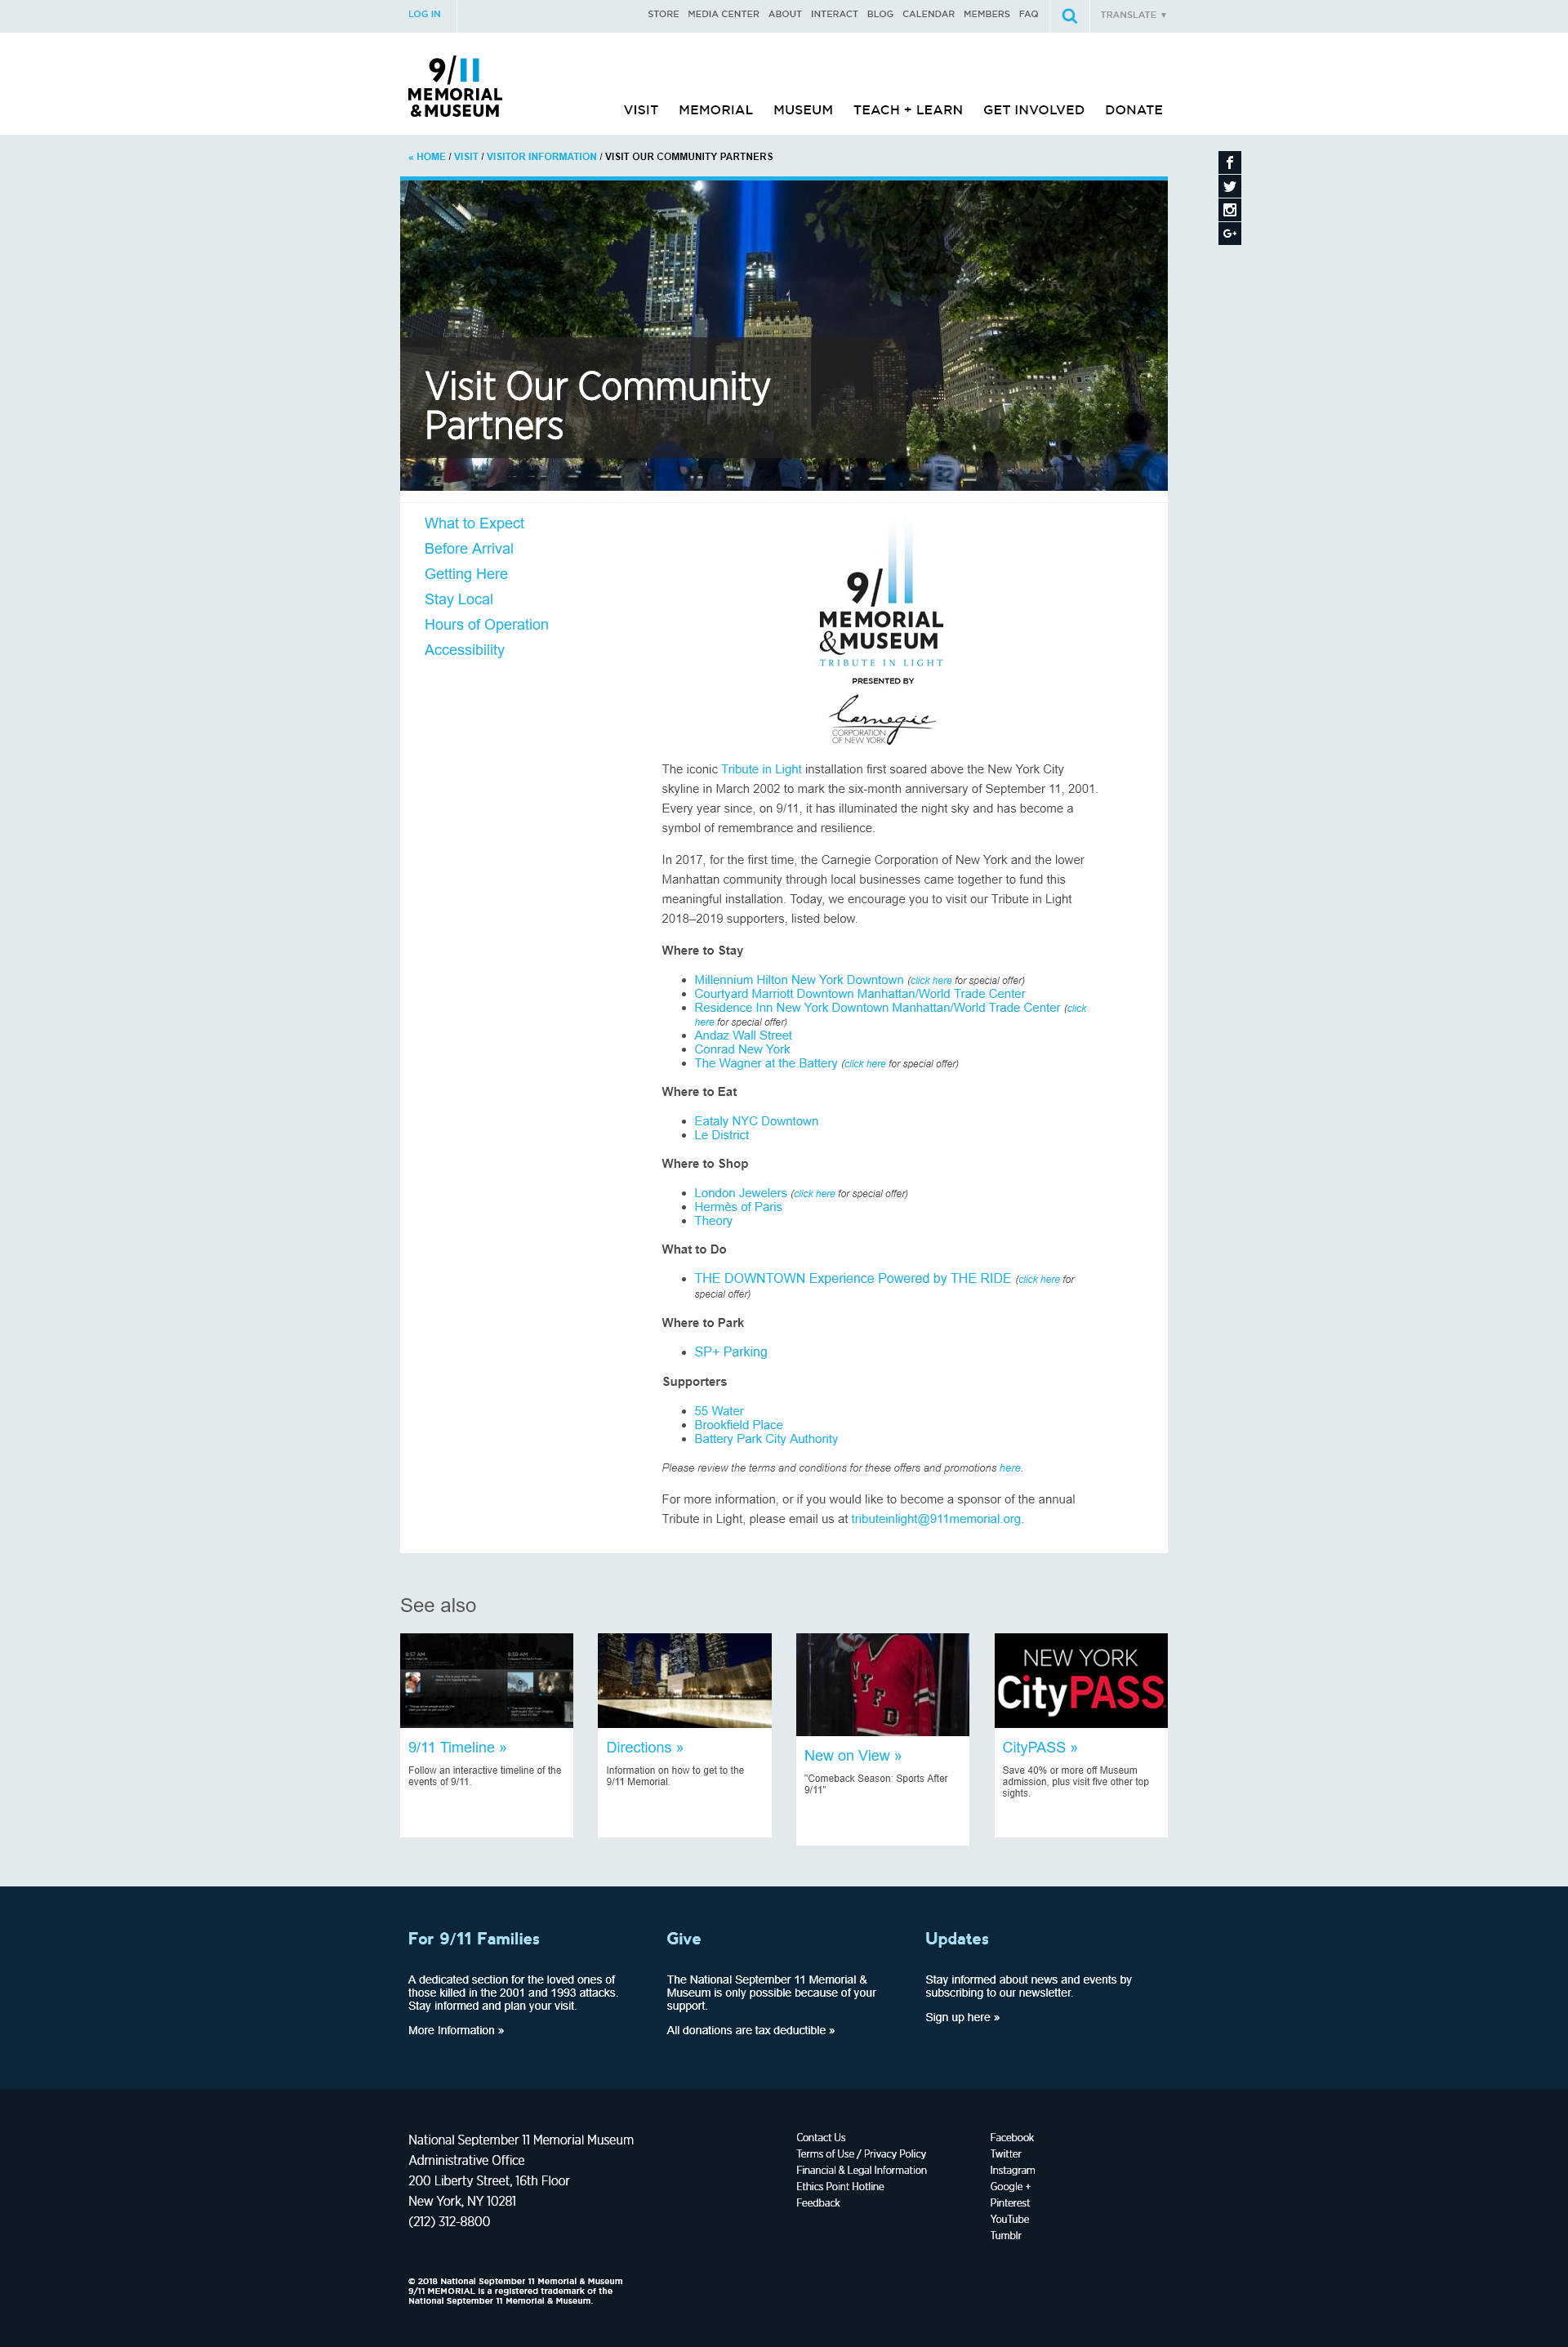 LOG IN
STORE MEDIA CENTER ABOUT INTERACT BLOG CALENDAR MEMBERS FAQ
TRANSLATE ▼
9/11
MEMORIAL
&MUSEUM
VISIT MEMORIAL MUSEUM TEACH + LEARN GET INVOLVED DONATE
« HOME / VISIT / VISITOR INFORMATION / VISIT OUR COMMUNITY PARTNERS
Visit Our Community
Partners
What to Expect
Before Arrival
Getting Here
Stay Local
Hours of Operation
Accessibility
9/11
MEMORIAL
&MUSEUM
TRIBUTE IN LIGHT
PRESENTED BY
Carnegie
CORPORATION
OF NEW YORK
The iconic Tribute in Light installation first soared above the New York City
skyline in March 2002 to mark the six-month anniversary of September 11, 2001.
Every year since, on 9/11, it has illuminated the night sky and has become a
symbol of remembrance and resilience.
In 2017, for the first time, the Carnegie Corporation of New York and the lower
Manhattan community through local businesses came together to fund this
meaningful installation. Today, we encourage you to visit our Tribute in Light
2018–2019 supporters, listed below.
Where to Stay
• Millennium Hilton New York Downtown (click here for special offer)
• Courtyard Marriott Downtown Manhattan/World Trade Center
• Residence Inn New York Downtown Manhattan/World Trade Center (click
here for special offer)
• Andaz Wall Street
• Conrad New York
• The Wagner at the Battery (click here for special offer)
Where to Eat
• Eataly NYC Downtown
• Le District
Where to Shop
• London Jewelers (click here for special offer)
• Hermès of Paris
• Theory
What to Do
• THE DOWNTOWN Experience Powered by THE RIDE (click here for
special offer)
Where to Park
• SP+ Parking
Supporters
• 55 Water
• Brookfield Place
• Battery Park City Authority
Please review the terms and conditions for these offers and promotions here.
For more information, or if you would like to become a sponsor of the annual
Tribute in Light, please email us at tributeinlight@911memorial.org.
See also
9:57 AM
9:59 AM
NYFD
NEW YORK
CityPASS
9/11 Timeline »
Follow an interactive timeline of the
events of 9/11.
Directions »
Information on how to get to the
9/11 Memorial.
New on View »
"Comeback Season: Sports After
9/11"
CityPASS »
Save 40% or more off Museum
admission, plus visit five other top
sights.
For 9/11 Families
A dedicated section for the loved ones of
those killed in the 2001 and 1993 attacks.
Stay informed and plan your visit.
More Information »
Give
The National September 11 Memorial &
Museum is only possible because of your
support.
All donations are tax deductible »
Updates
Stay informed about news and events by
subscribing to our newsletter.
Sign up here »
National September 11 Memorial Museum
Administrative Office
200 Liberty Street, 16th Floor
New York, NY 10281
(212) 312-8800
Contact Us
Terms of Use / Privacy Policy
Financial & Legal Information
Ethics Point Hotline
Feedback
Facebook
Twitter
Instagram
Google +
Pinterest
YouTube
Tumblr
© 2018 National September 11 Memorial & Museum
9/11 MEMORIAL is a registered trademark of the
National September 11 Memorial & Museum.